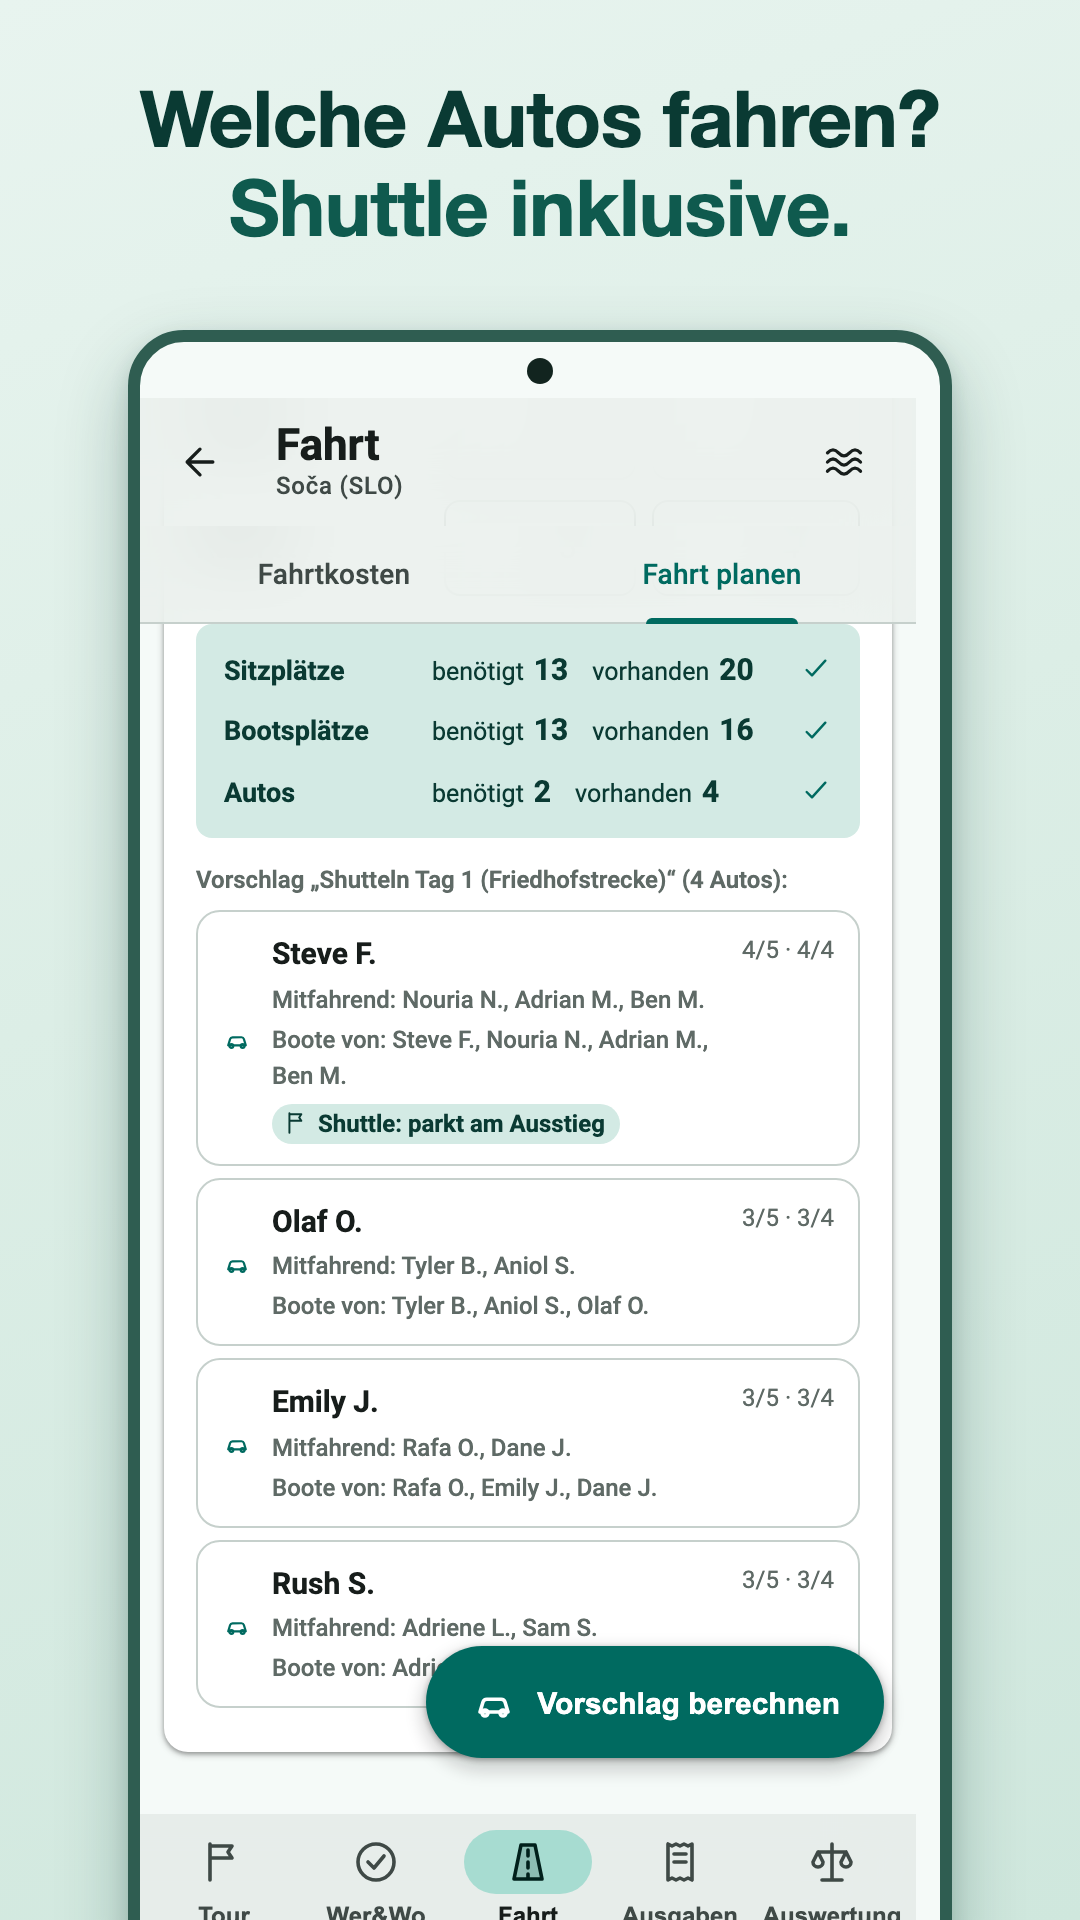 Welche Autos fahren?
Shuttle inklusive.
Fahrt
Soča (SLO)
Fahrtkosten
Fahrt planen
Sitzplätze benötigt 13 vorhanden 20
Bootsplätze benötigt 13 vorhanden 16
Autos benötigt 2 vorhanden 4
Vorschlag „Shutteln Tag 1 (Friedhofstrecke)“ (4 Autos):
Steve F. 4/5 · 4/4
Mitfahrend: Nouria N., Adrian M., Ben M.
Boote von: Steve F., Nouria N., Adrian M.,
Ben M.
Shuttle: parkt am Ausstieg
Olaf O. 3/5 · 3/4
Mitfahrend: Tyler B., Aniol S.
Boote von: Tyler B., Aniol S., Olaf O.
Emily J. 3/5 · 3/4
Mitfahrend: Rafa O., Dane J.
Boote von: Rafa O., Emily J., Dane J.
Rush S. 3/5 · 3/4
Mitfahrend: Adriene L., Sam S.
Boote von:
Vorschlag berechnen
Tour Wer&Wo Fahrt Ausgaben Auswertung